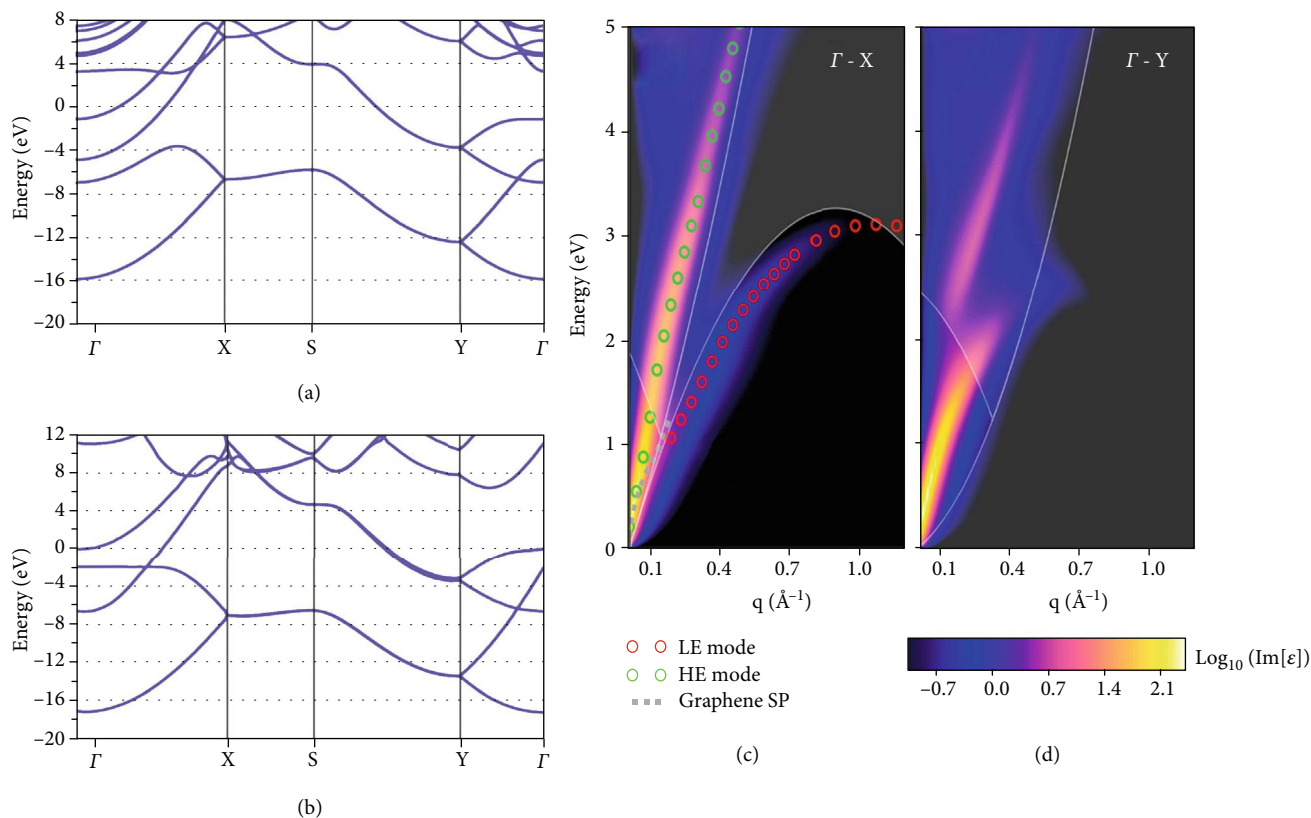 (a)
8
4
0
−4
−8
−12
−16
−20
Energy (eV)
Γ X S Y Γ
(a)
12
8
4
0
−4
−8
−12
−16
−20
Energy (eV)
Γ X S Y Γ
(b)
(c)
5
4
3
2
1
0
Energy (eV)
Γ - X
0.1 0.4 0.7 1.0
q (Å⁻¹)
LE mode
HE mode
Graphene SP
(c)
(d)
Γ - Y
0.1 0.4 0.7 1.0
q (Å⁻¹)
−0.7 0.0 0.7 1.4 2.1
Log₁₀ (Im[ε])
(d)